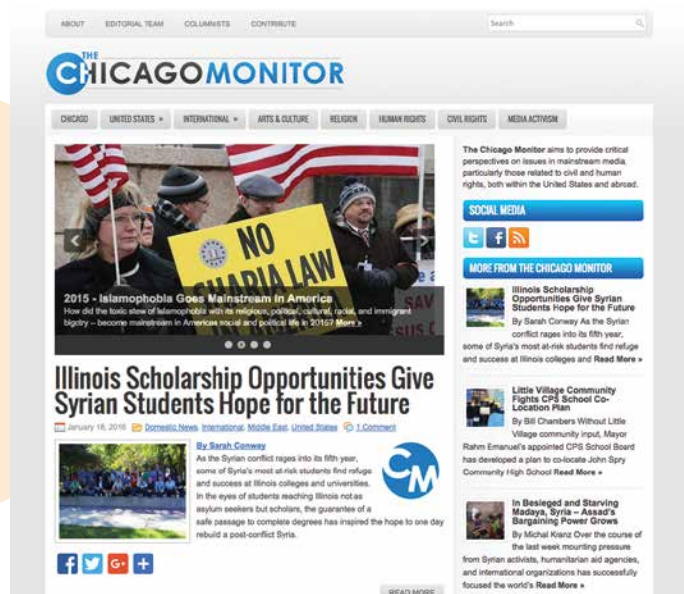 ABOUT EDITORIAL TEAM COLUMNISTS CONTRIBUTE Search
THE
CHICAGOMONITOR
CHICAGO UNITED STATES » INTERNATIONAL » ARTS & CULTURE RELIGION HUMAN RIGHTS CIVIL RIGHTS MEDIA ACTIVISM
NO
SHARIA LAW
SAVE
JESUS
2015 - Islamophobia Goes Mainstream in America
How did the toxic stew of Islamophobia with its religious, political, cultural, racial, and immigrant
bigotry – become mainstream in Americas social and political life in 2015? More »
Illinois Scholarship Opportunities Give
Syrian Students Hope for the Future
January 18, 2016 Domestic News, International, Middle East, United States 1 Comment
By Sarah Conway
As the Syrian conflict rages into its fifth year,
some of Syria's most at-risk students find refuge
and success at Illinois colleges and universities.
In the eyes of students reaching Illinois not as
asylum seekers but scholars, the guarantee of a
safe passage to complete degrees has inspired the hope to one day
rebuild a post-conflict Syria.
CM
READ MORE
The Chicago Monitor aims to provide critical
perspectives on issues in mainstream media,
particularly those related to civil and human
rights, both within the United States and abroad.
SOCIAL MEDIA
MORE FROM THE CHICAGO MONITOR
Illinois Scholarship
Opportunities Give Syrian
Students Hope for the Future
By Sarah Conway As the Syrian
conflict rages into its fifth year,
some of Syria's most at-risk students find refuge
and success at Illinois colleges and Read More »
Little Village Community
Fights CPS School Co-
Location Plan
By Bill Chambers Without Little
Village community input, Mayor
Rahm Emanuel's appointed CPS School Board
has developed a plan to co-locate John Spry
Community High School Read More »
In Besieged and Starving
Madaya, Syria – Assad's
Bargaining Power Grows
By Michal Kranz Over the course of
the last week mounting pressure
from Syrian activists, humanitarian aid agencies,
and international organizations has successfully
focused the world's Read More »